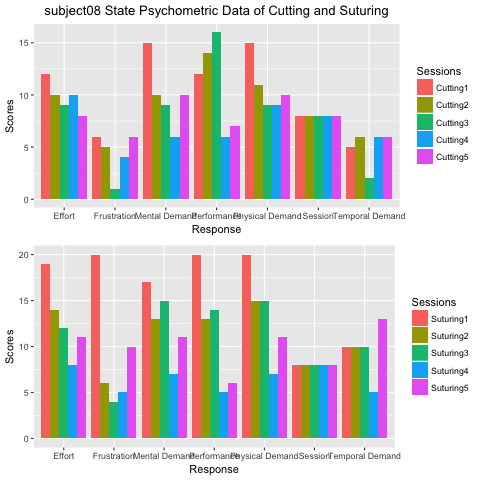 subject08 State Psychometric Data of Cutting and Suturing
Scores
15
10
5
0
Effort Frustration Mental Demand Performance Physical Demand Session Temporal Demand
Response
Sessions
Cutting1
Cutting2
Cutting3
Cutting4
Cutting5
Scores
20
15
10
5
0
Effort Frustration Mental Demand Performance Physical Demand Session Temporal Demand
Response
Sessions
Suturing1
Suturing2
Suturing3
Suturing4
Suturing5